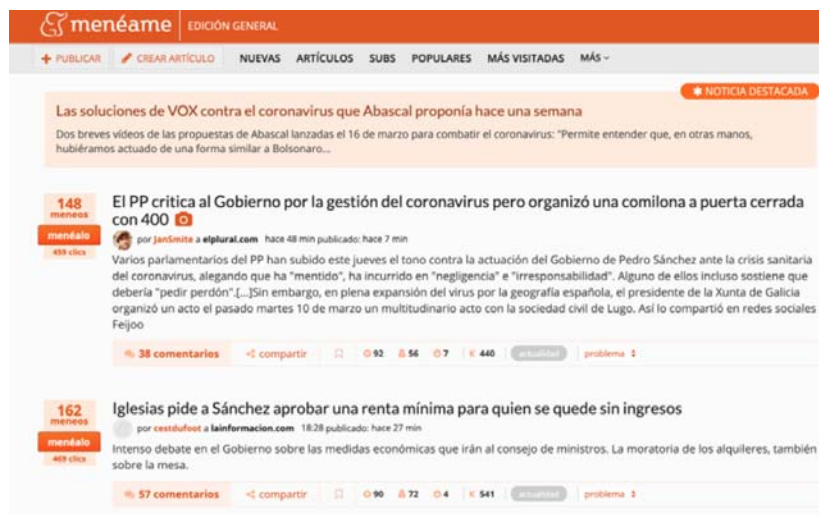 menéame EDICIÓN GENERAL
+ PUBLICAR CREAR ARTÍCULO NUEVAS ARTÍCULOS SUBS POPULARES MÁS VISITADAS MÁS
✱ NOTICIA DESTACADA
Las soluciones de VOX contra el coronavirus que Abascal proponía hace una semana
Dos breves vídeos de las propuestas de Abascal lanzadas el 16 de marzo para combatir el coronavirus: "Permite entender que, en otras manos,
hubiéramos actuado de una forma similar a Bolsonaro...
148
meneos
menéalo
459 clics
El PP critica al Gobierno por la gestión del coronavirus pero organizó una comilona a puerta cerrada
con 400
por JanSmite a elplural.com hace 48 min publicado: hace 7 min
Varios parlamentarios del PP han subido este jueves el tono contra la actuación del Gobierno de Pedro Sánchez ante la crisis sanitaria
del coronavirus, alegando que ha "mentido", ha incurrido en "negligencia" e "irresponsabilidad". Alguno de ellos incluso sostiene que
debería "pedir perdón".[...]Sin embargo, en plena expansión del virus por la geografía española, el presidente de la Xunta de Galicia
organizó un acto el pasado martes 10 de marzo un multitudinario acto con la sociedad civil de Lugo. Así lo compartió en redes sociales
Feijoo
38 comentarios compartir 92 56 7 K 440 actualidad problema
162
meneos
menéalo
469 clics
Iglesias pide a Sánchez aprobar una renta mínima para quien se quede sin ingresos
por cestdufoot a lainformacion.com 18:28 publicado: hace 27 min
Intenso debate en el Gobierno sobre las medidas económicas que irán al consejo de ministros. La moratoria de los alquileres, también
sobre la mesa.
57 comentarios compartir 90 72 4 K 541 actualidad problema